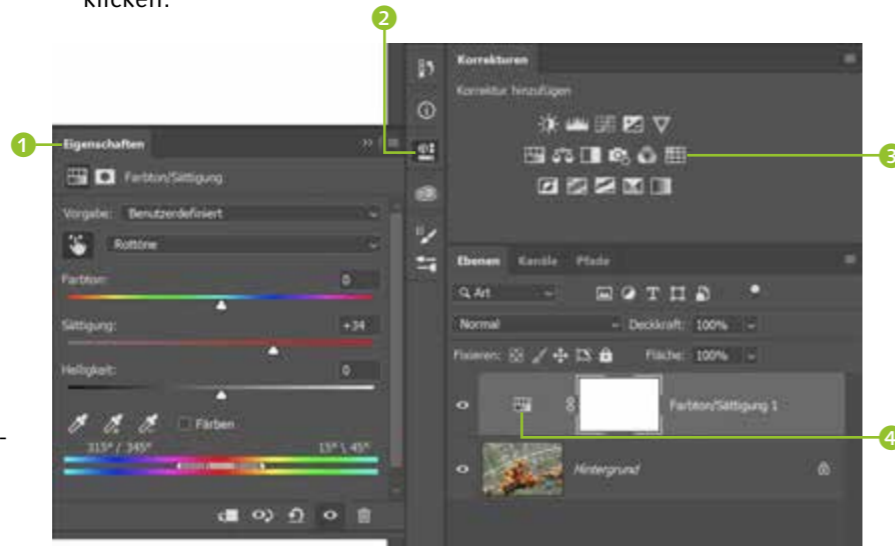 klicken.
2
Korrekturen
Korrektur hinzufügen
1
Eigenschaften
3
Farbton/Sättigung
Vorgabe: Benutzerdefiniert
Rottöne
Ebenen Kanäle Pfade
Farbton: 0
Art
Sättigung: +34
Normal Deckkraft: 100%
Fixieren: Fläche: 100%
Helligkeit: 0
Farbton/Sättigung 1
Färben
4
315° / 345° 15° \ 45°
Hintergrund
-